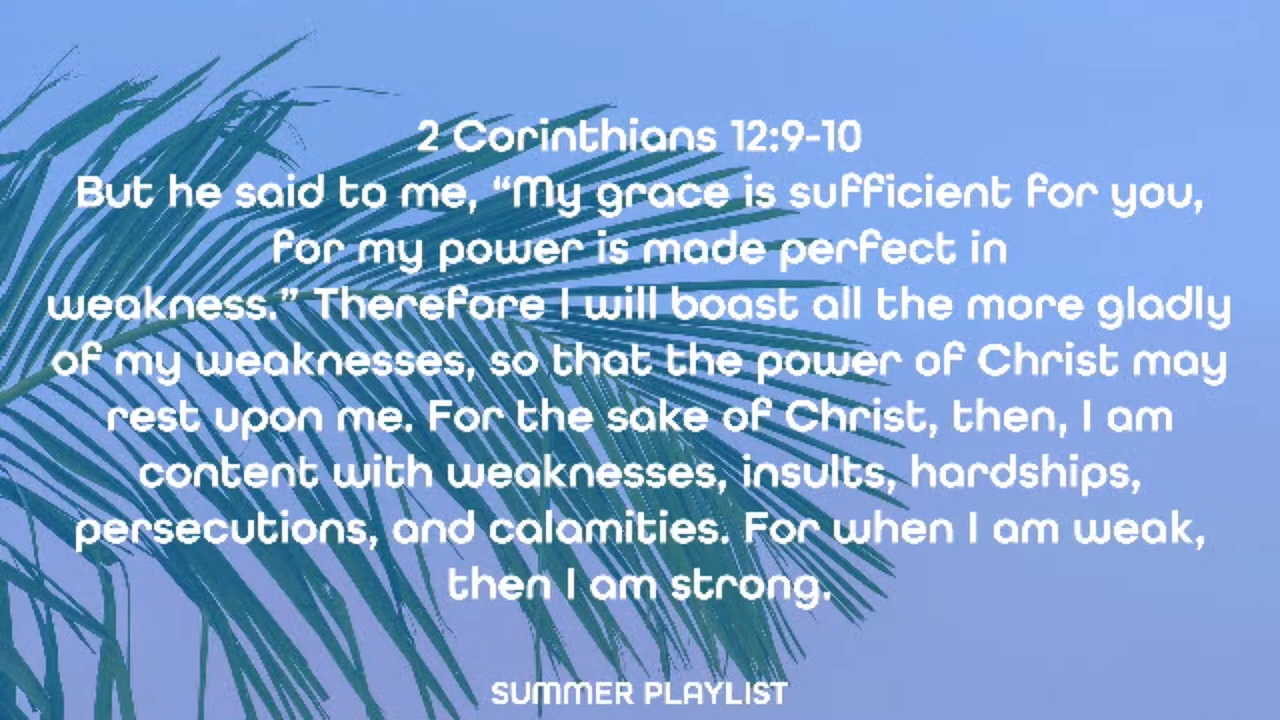 2 Corinthians 12:9-10
But he said to me, “My grace is sufficient for you,
for my power is made perfect in
weakness.” Therefore I will boast all the more gladly
of my weaknesses, so that the power of Christ may
rest upon me. For the sake of Christ, then, I am
content with weaknesses, insults, hardships,
persecutions, and calamities. For when I am weak,
then I am strong.
SUMMER PLAYLIST